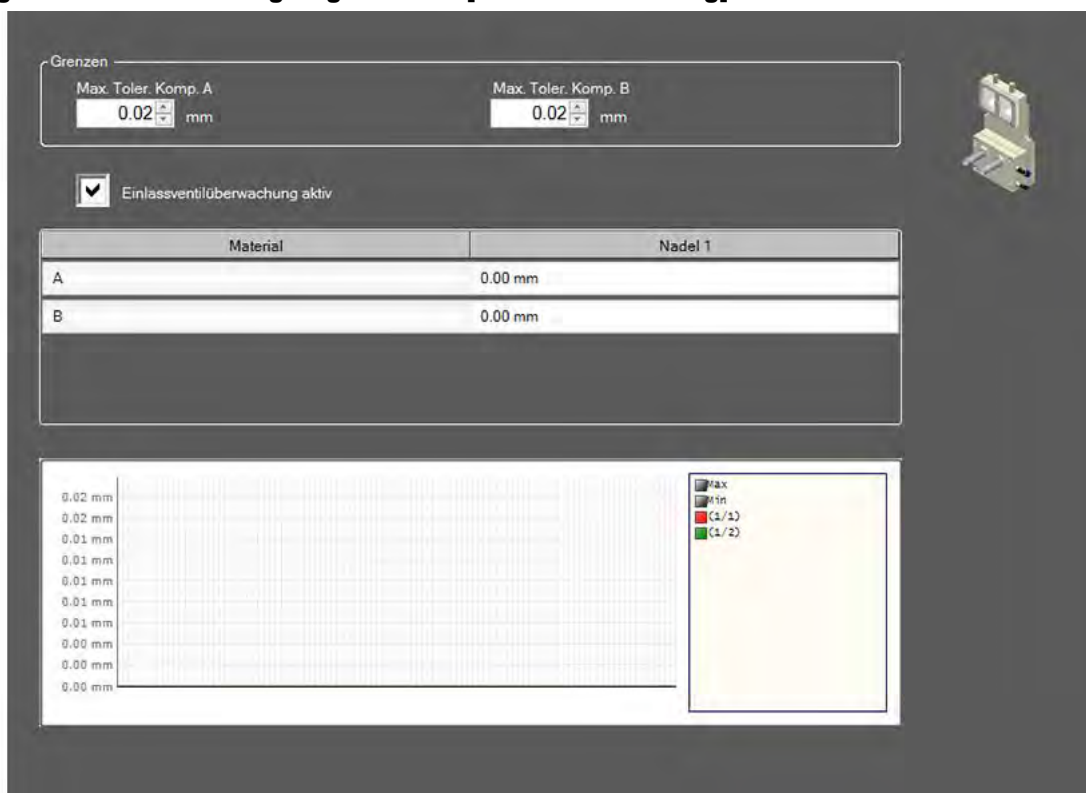 Grenzen
Max. Toler. Komp. A
Max. Toler. Komp. B
0.02 mm
0.02 mm
Einlassventilüberwachung aktiv
Material
Nadel 1
A
0.00 mm
B
0.00 mm
0.02 mm
0.02 mm
0.01 mm
0.01 mm
0.01 mm
0.01 mm
0.01 mm
0.00 mm
0.00 mm
0.00 mm
Max
Min
(1/1)
(1/2)